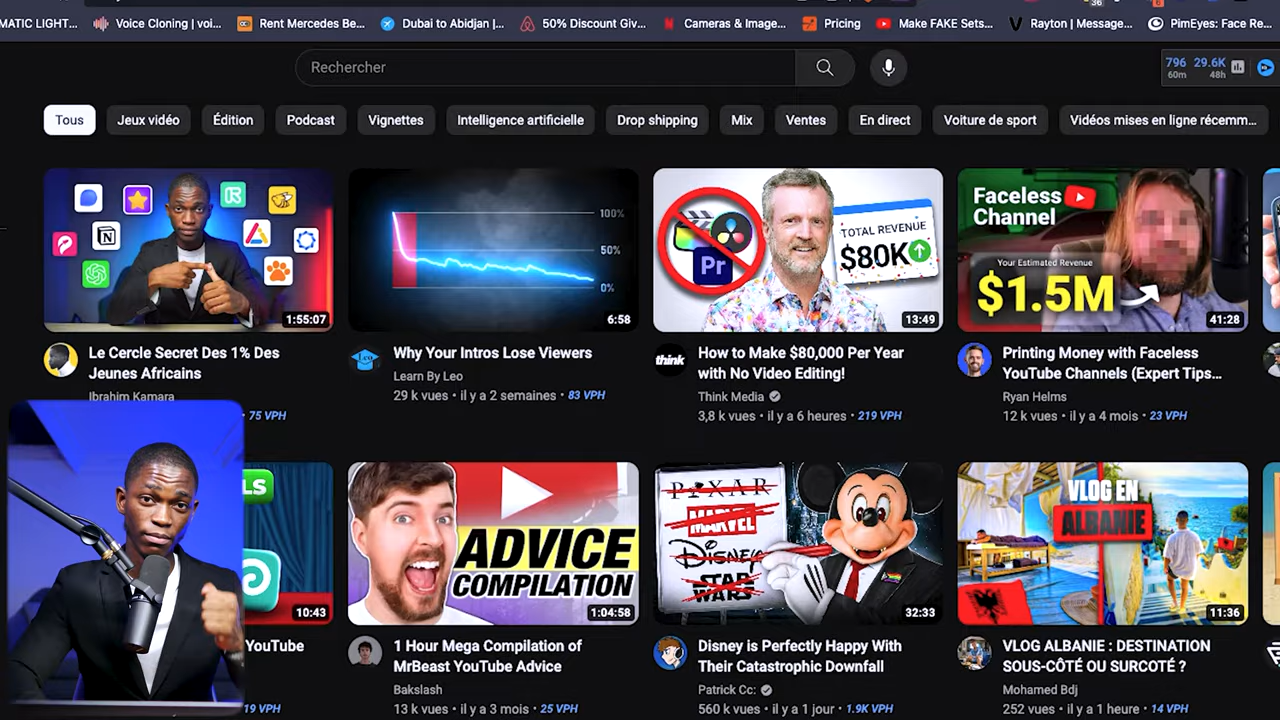 MATIC LIGHT...
Voice Cloning | voi...
Rent Mercedes Be...
Dubai to Abidjan |...
50% Discount Giv...
Cameras & Image...
Pricing
Make FAKE Sets...
Rayton | Message...
PimEyes: Face Re...
36
6
Rechercher
796 29.6K
60m 48h
Tous
Jeux vidéo
Édition
Podcast
Vignettes
Intelligence artificielle
Drop shipping
Mix
Ventes
En direct
Voiture de sport
Vidéos mises en ligne récemm...
1:55:07
Le Cercle Secret Des 1% Des
Jeunes Africains
Ibrahim Kamara
• 75 VPH
100%
50%
0%
6:58
Why Your Intros Lose Viewers
Learn By Leo
29 k vues • il y a 2 semaines • 83 VPH
Pr
TOTAL REVENUE
$80K
13:49
think
How to Make $80,000 Per Year
with No Video Editing!
Think Media
3,8 k vues • il y a 6 heures • 219 VPH
Faceless
Channel
Your Estimated Revenue
$1.5M
41:28
Printing Money with Faceless
YouTube Channels (Expert Tips...
Ryan Helms
12 k vues • il y a 4 mois • 23 VPH
LS
10:43
YouTube
19 VPH
ADVICE
COMPILATION
1:04:58
1 Hour Mega Compilation of
MrBeast YouTube Advice
Bakslash
13 k vues • il y a 3 mois • 25 VPH
PIXAR
MARVEL
Disney
STAR
WARS
32:33
Disney is Perfectly Happy With
Their Catastrophic Downfall
Patrick Cc:
560 k vues • il y a 1 jour • 1.9K VPH
VLOG EN
ALBANIE
11:36
VLOG ALBANIE : DESTINATION
SOUS-CÔTÉ OU SURCOTÉ ?
Mohamed Bdj
252 vues • il y a 1 heure • 14 VPH